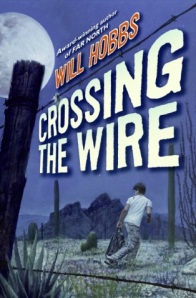 Award-winning author
of FAR NORTH
WILL HOBBS
CROSSING
THE WIRE